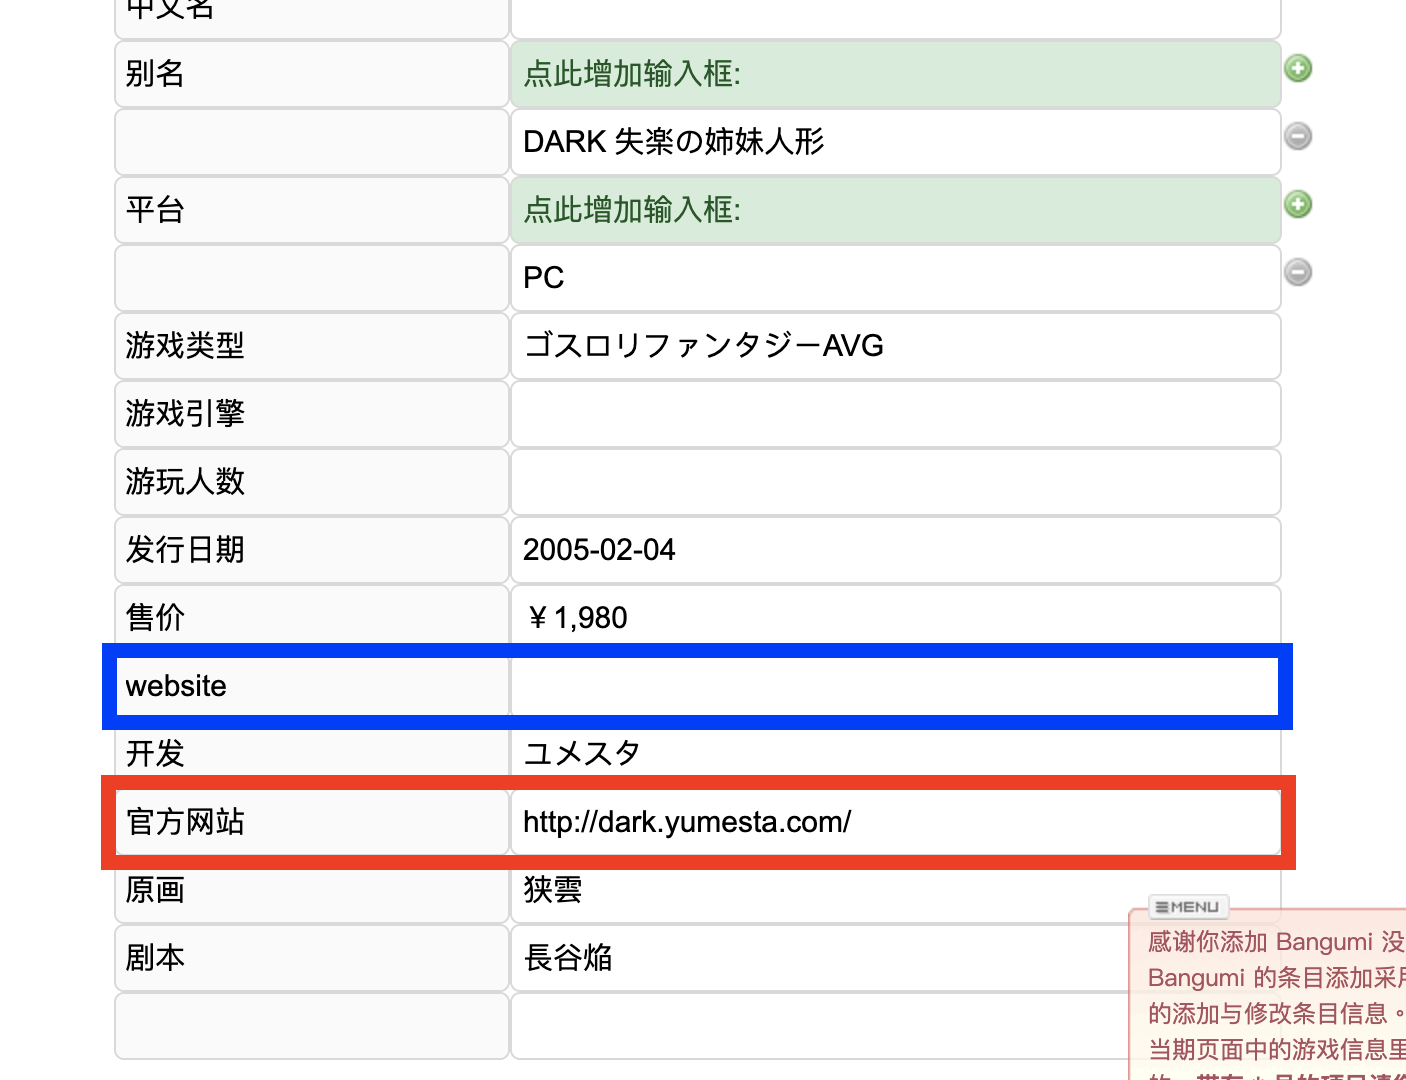 中文名
别名 点此增加输入框:
DARK 失楽の姉妹人形
平台 点此增加输入框:
PC
游戏类型 ゴスロリファンタジーAVG
游戏引擎
游玩人数
发行日期 2005-02-04
售价 ￥1,980
website
开发 ユメスタ
官方网站 http://dark.yumesta.com/
原画 狭雲
剧本 長谷焔
MENU
感谢你添加 Bangumi 没
Bangumi 的条目添加采用
的添加与修改条目信息。
当期页面中的游戏信息里